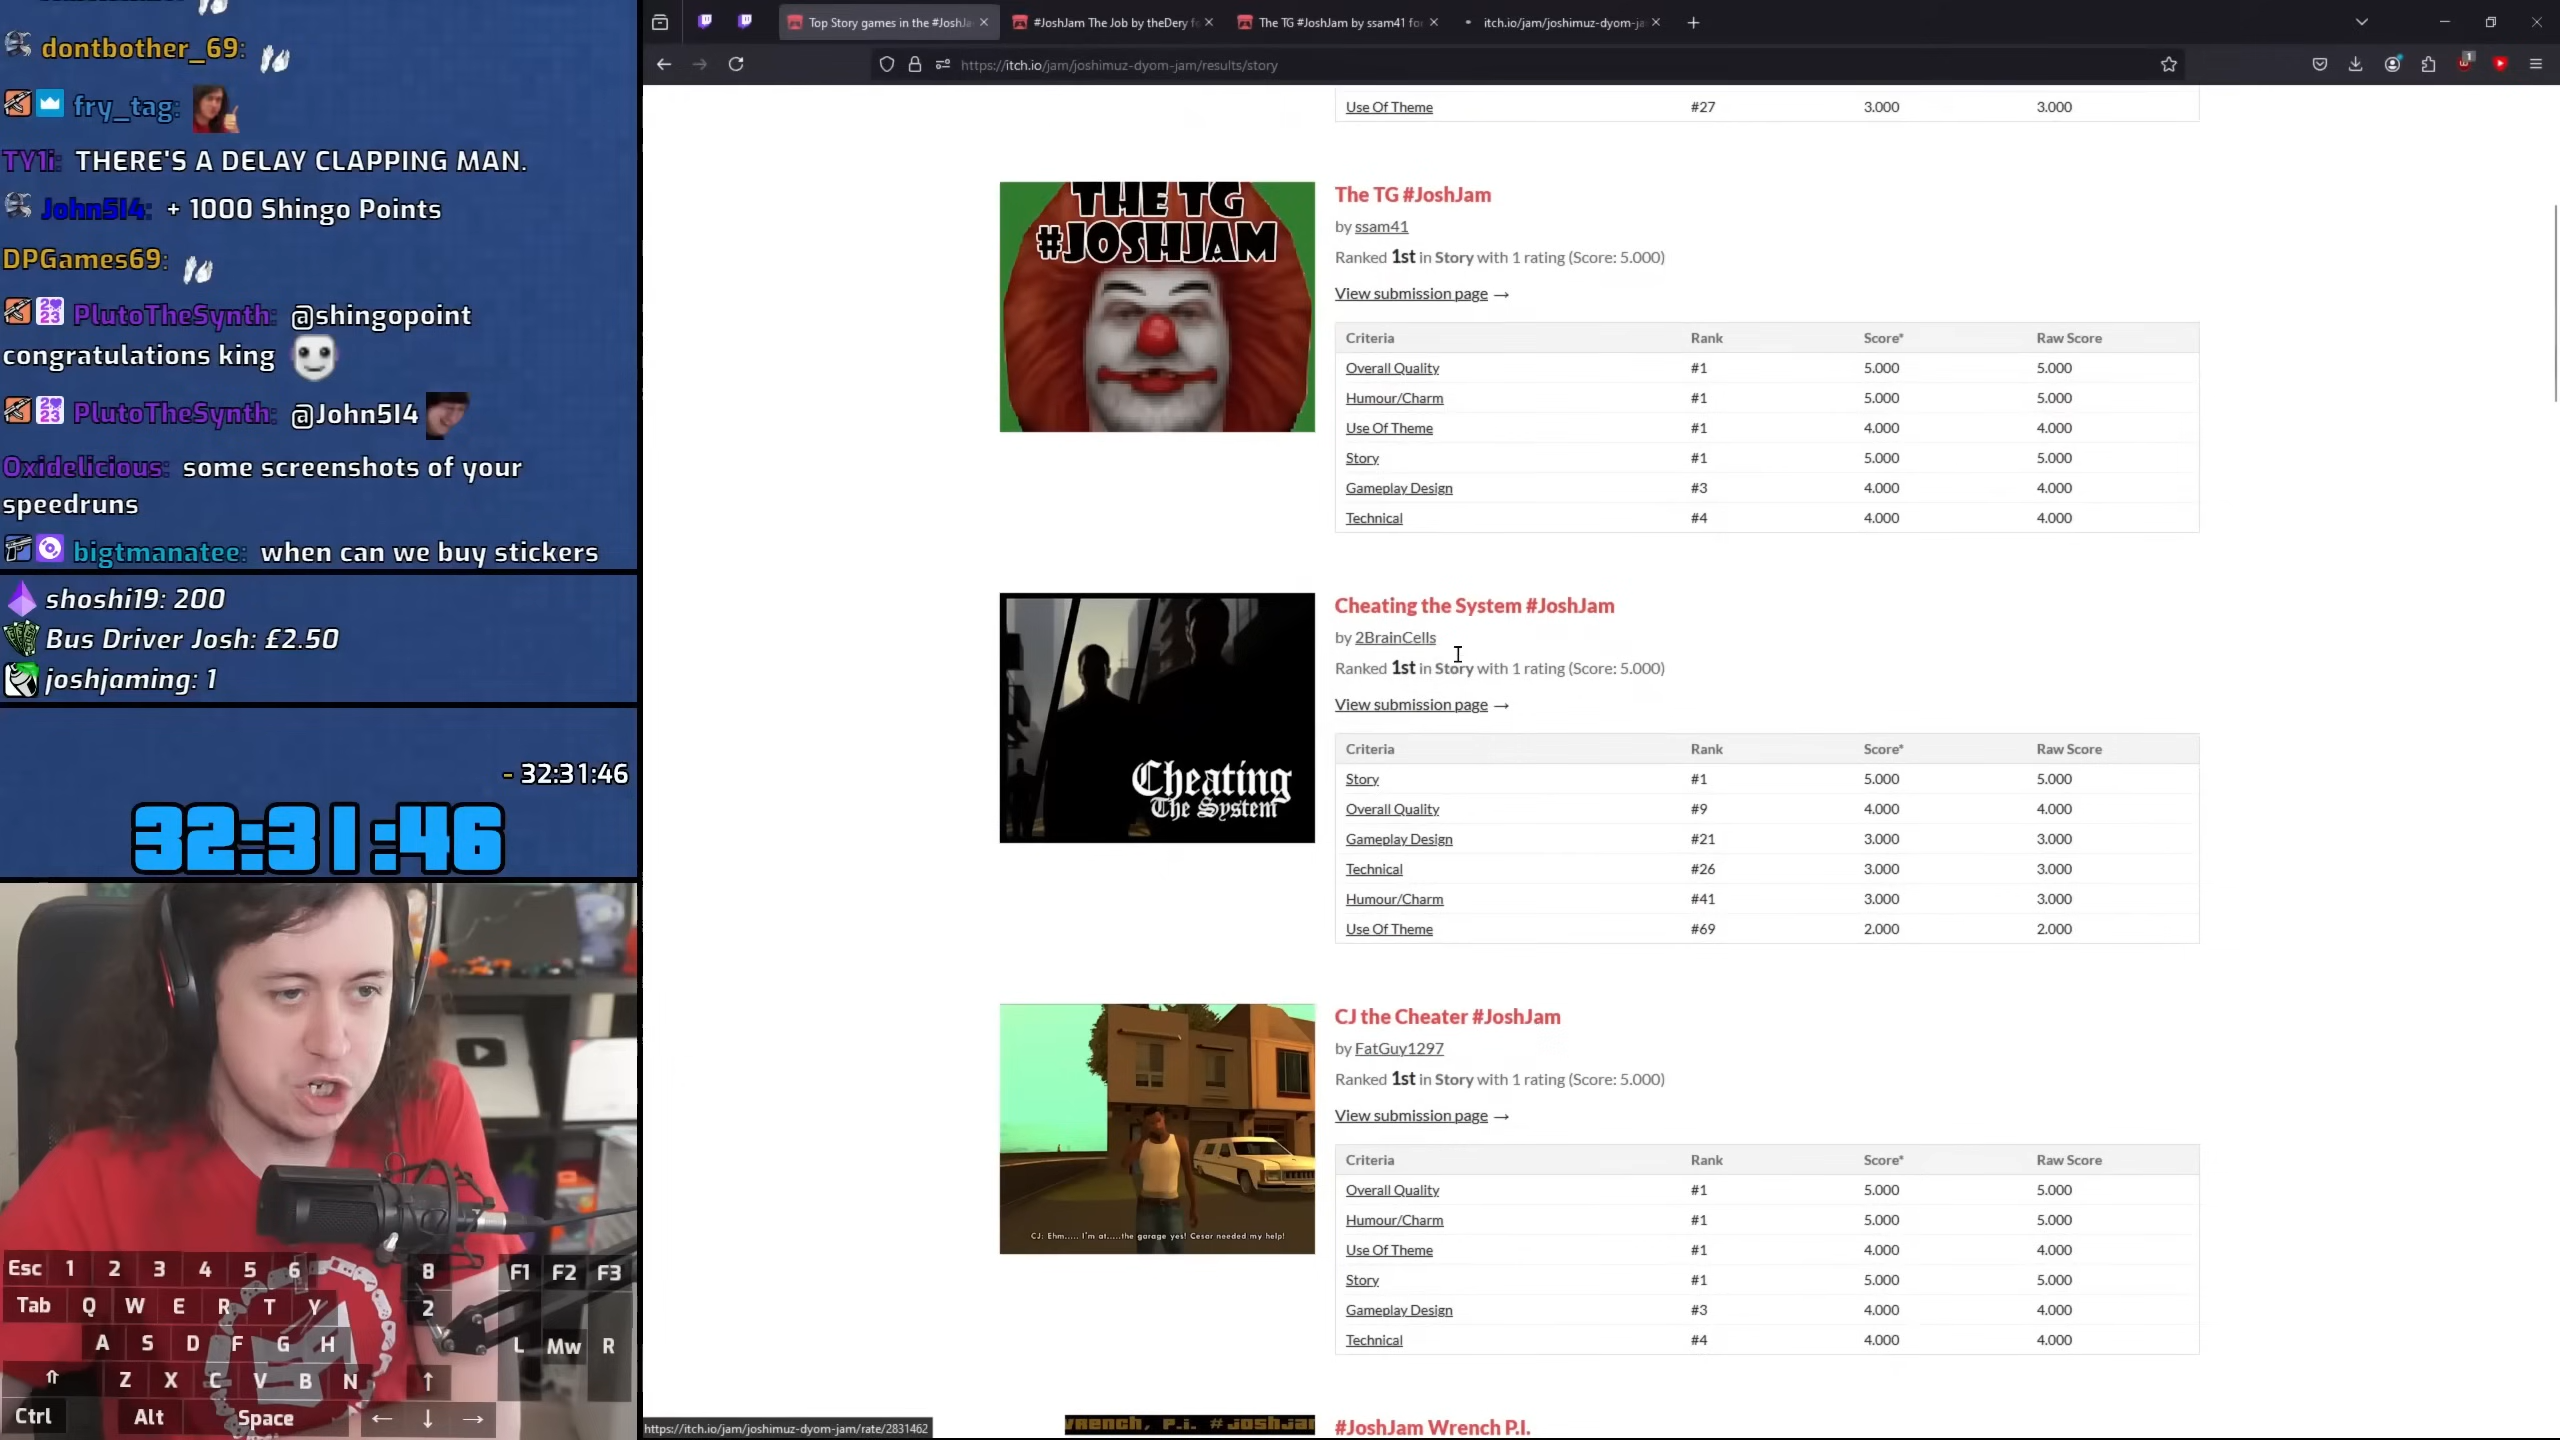 dontbother_69:
fry_tag:
TY1i: THERE'S A DELAY CLAPPING MAN.
John5I4: + 1000 Shingo Points
DPGames69:
PlutoTheSynth: @shingopoint
congratulations king
PlutoTheSynth: @John5I4
Oxidelicious: some screenshots of your
speedruns
bigtmanatee: when can we buy stickers
shoshi19: 200
Bus Driver Josh: £2.50
joshjaming: 1
- 32:31:46
32:31:46
Esc 1 2 3 4 5 6 8 F1 F2 F3
Tab Q W E R T Y 2
A S D F G H L Mw R
⇧ Z X C V B N ↑
Ctrl Alt Space ← ↓ →
Top Story games in the #JoshJa
#JoshJam The Job by theDery fo
The TG #JoshJam by ssam41 for
itch.io/jam/joshimuz-dyom-ja
https://itch.io/jam/joshimuz-dyom-jam/results/story
1
Use Of Theme #27 3.000 3.000
THE TG
#JOSHJAM
The TG #JoshJam
by ssam41
Ranked 1st in Story with 1 rating (Score: 5.000)
View submission page →
Criteria Rank Score* Raw Score
Overall Quality #1 5.000 5.000
Humour/Charm #1 5.000 5.000
Use Of Theme #1 4.000 4.000
Story #1 5.000 5.000
Gameplay Design #3 4.000 4.000
Technical #4 4.000 4.000
Cheating
The System
Cheating the System #JoshJam
by 2BrainCells
Ranked 1st in Story with 1 rating (Score: 5.000)
View submission page →
Criteria Rank Score* Raw Score
Story #1 5.000 5.000
Overall Quality #9 4.000 4.000
Gameplay Design #21 3.000 3.000
Technical #26 3.000 3.000
Humour/Charm #41 3.000 3.000
Use Of Theme #69 2.000 2.000
CJ: Ehm..... I'm at.....the garage yes! Cesar needed my help!
CJ the Cheater #JoshJam
by FatGuy1297
Ranked 1st in Story with 1 rating (Score: 5.000)
View submission page →
Criteria Rank Score* Raw Score
Overall Quality #1 5.000 5.000
Humour/Charm #1 5.000 5.000
Use Of Theme #1 4.000 4.000
Story #1 5.000 5.000
Gameplay Design #3 4.000 4.000
Technical #4 4.000 4.000
wrench, p.i. #joshjam
#JoshJam Wrench P.I.
https://itch.io/jam/joshimuz-dyom-jam/rate/2831462